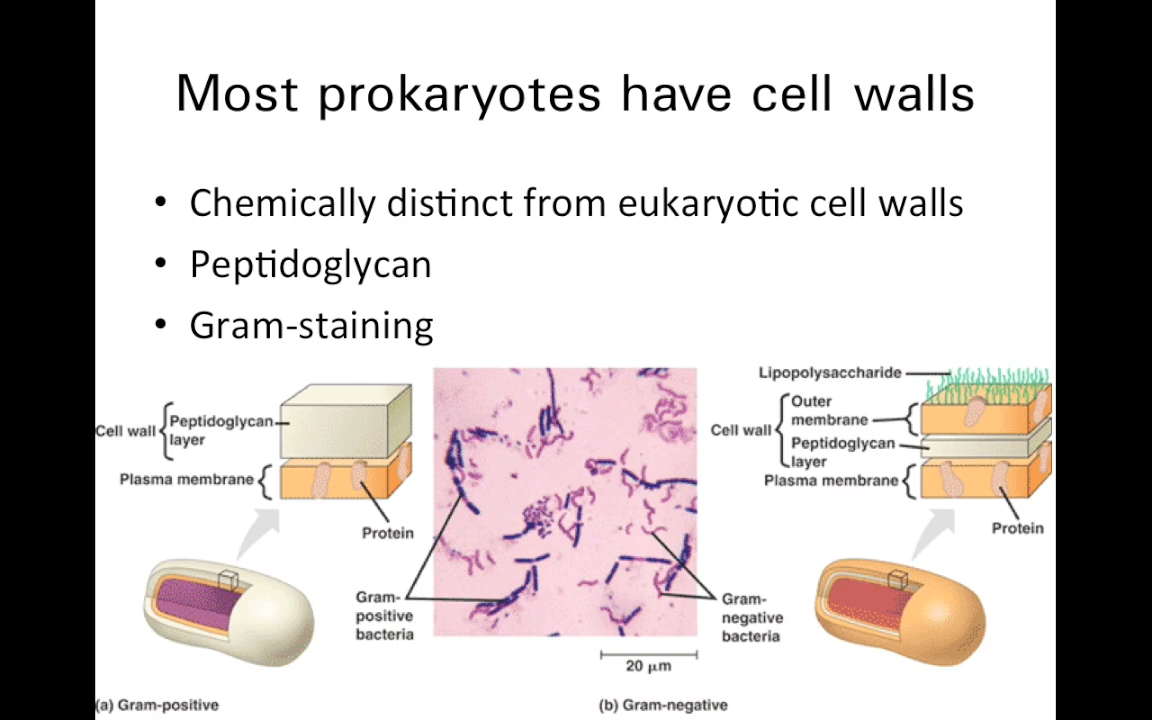 Most prokaryotes have cell walls
• Chemically distinct from eukaryotic cell walls
• Peptidoglycan
• Gram-staining
Cell wall
Peptidoglycan
layer
Plasma membrane
Protein
Gram-
positive
bacteria
(a) Gram-positive
Gram-
negative
bacteria
20 μm
Lipopolysaccharide
Outer
membrane
Cell wall
Peptidoglycan
layer
Plasma membrane
Protein
(b) Gram-negative